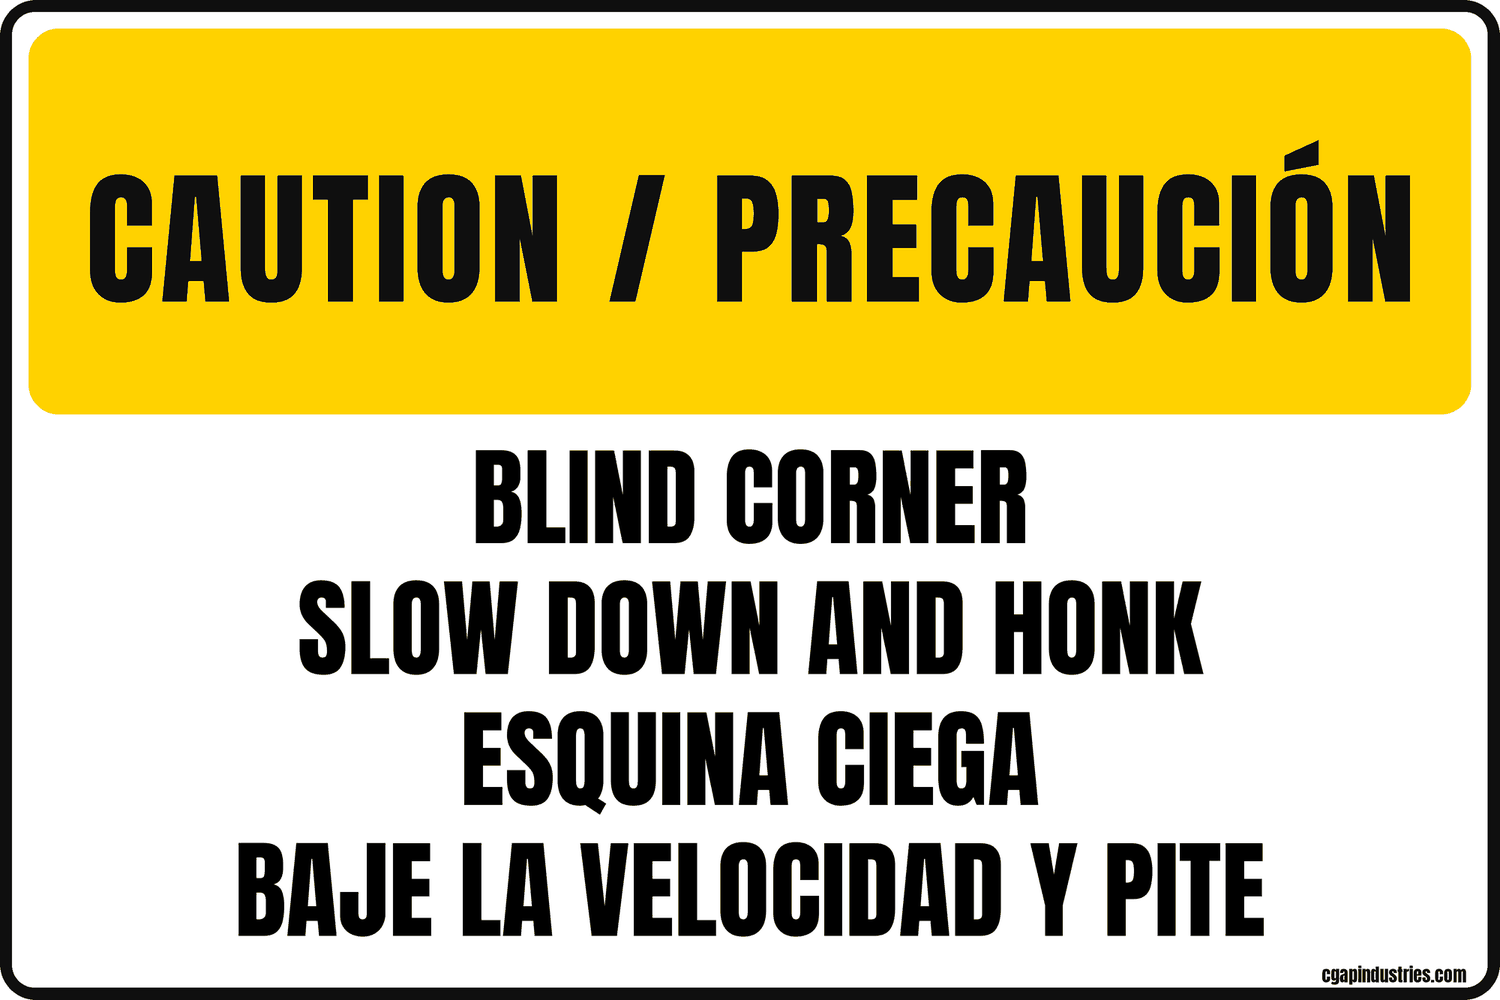 CAUTION / PRECAUCIÓN
BLIND CORNER
SLOW DOWN AND HONK
ESQUINA CIEGA
BAJE LA VELOCIDAD Y PITE
cgapindustries.com